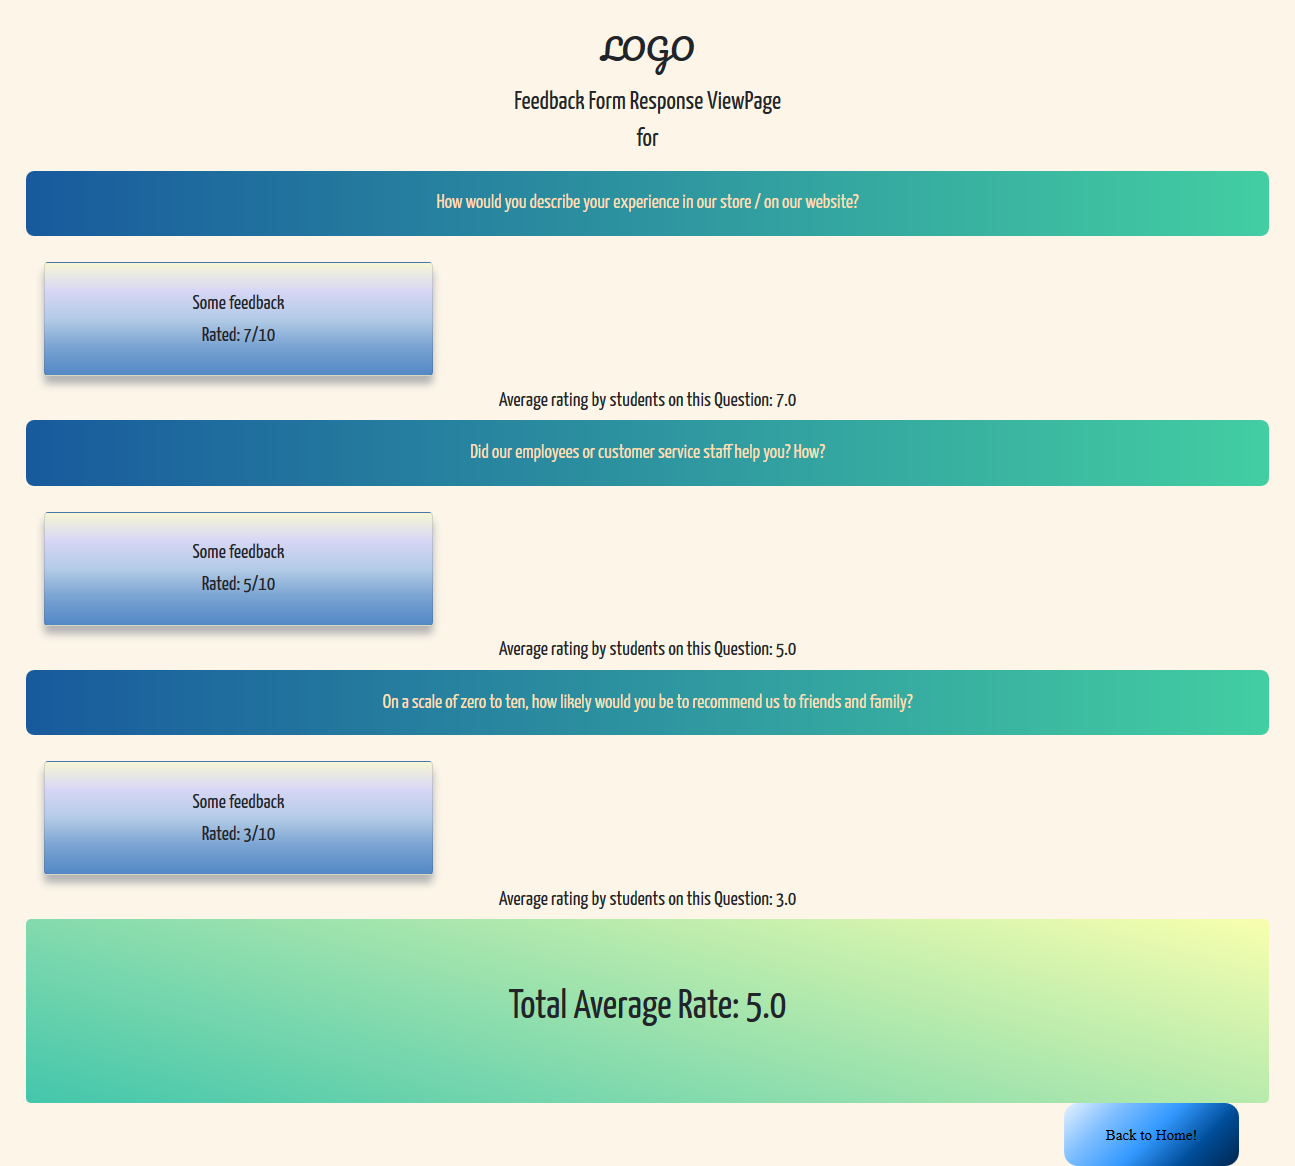 LOGO
Feedback Form Response ViewPage
for
How would you describe your experience in our store / on our website?
Some feedback
Rated: 7/10
Average rating by students on this Question: 7.0
Did our employees or customer service staff help you? How?
Some feedback
Rated: 5/10
Average rating by students on this Question: 5.0
On a scale of zero to ten, how likely would you be to recommend us to friends and family?
Some feedback
Rated: 3/10
Average rating by students on this Question: 3.0
Total Average Rate: 5.0
Back to Home!